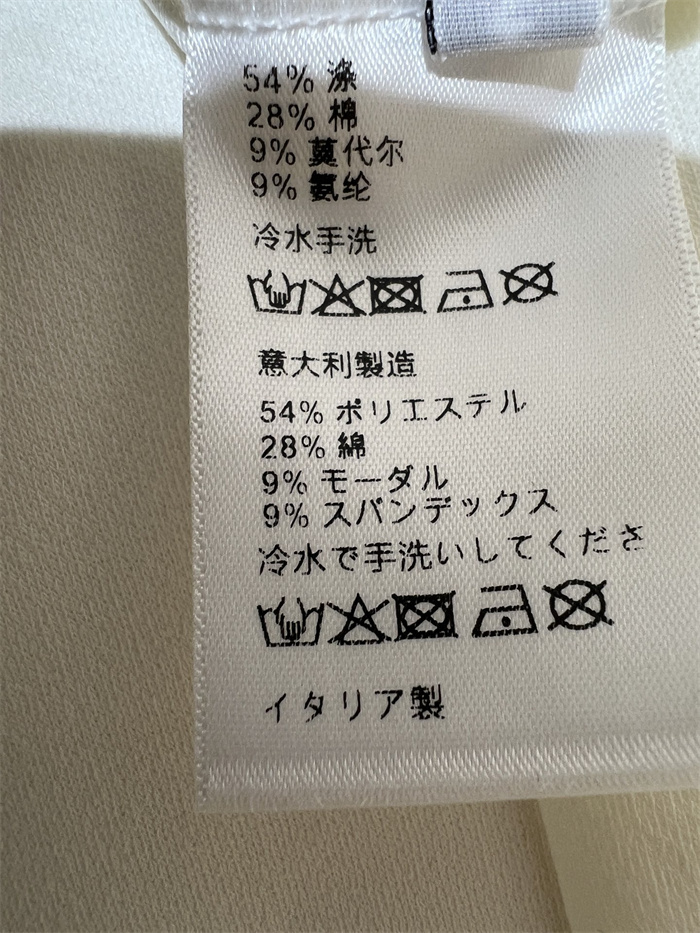 54% 涤
28% 棉
9% 莫代尔
9% 氨纶
冷水手洗
意大利製造
54% ポリエステル
28% 綿
9% モーダル
9% スパンデックス
冷水で手洗いしてくださ
イタリア製